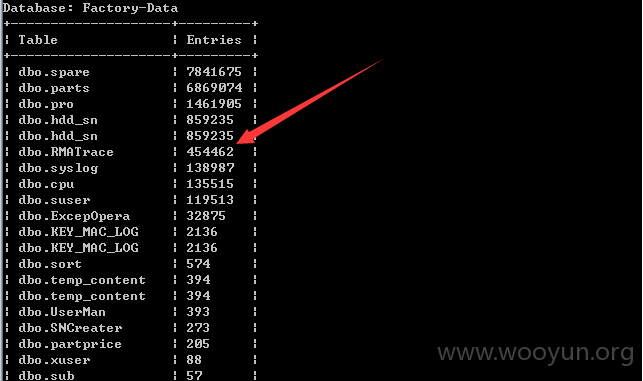 Database: Factory-Data
+---------------------+---------+
¦ Table ¦ Entries ¦
+---------------------+---------+
¦ dbo.spare ¦ 7841675 ¦
¦ dbo.parts ¦ 6869074 ¦
¦ dbo.pro ¦ 1461905 ¦
¦ dbo.hdd_sn ¦ 859235 ¦
¦ dbo.hdd_sn ¦ 859235 ¦
¦ dbo.RMATrace ¦ 454462 ¦
¦ dbo.syslog ¦ 138987 ¦
¦ dbo.cpu ¦ 135515 ¦
¦ dbo.suser ¦ 119513 ¦
¦ dbo.ExcepOpera ¦ 32875 ¦
¦ dbo.KEY_MAC_LOG ¦ 2136 ¦
¦ dbo.KEY_MAC_LOG ¦ 2136 ¦
¦ dbo.sort ¦ 574 ¦
¦ dbo.temp_content ¦ 394 ¦
¦ dbo.temp_content ¦ 394 ¦
¦ dbo.UserMan ¦ 393 ¦
¦ dbo.SNCreater ¦ 273 ¦
¦ dbo.partprice ¦ 205 ¦
¦ dbo.xuser ¦ 88 ¦
¦ dbo.sub ¦ 57 ¦
www.wooyun.org